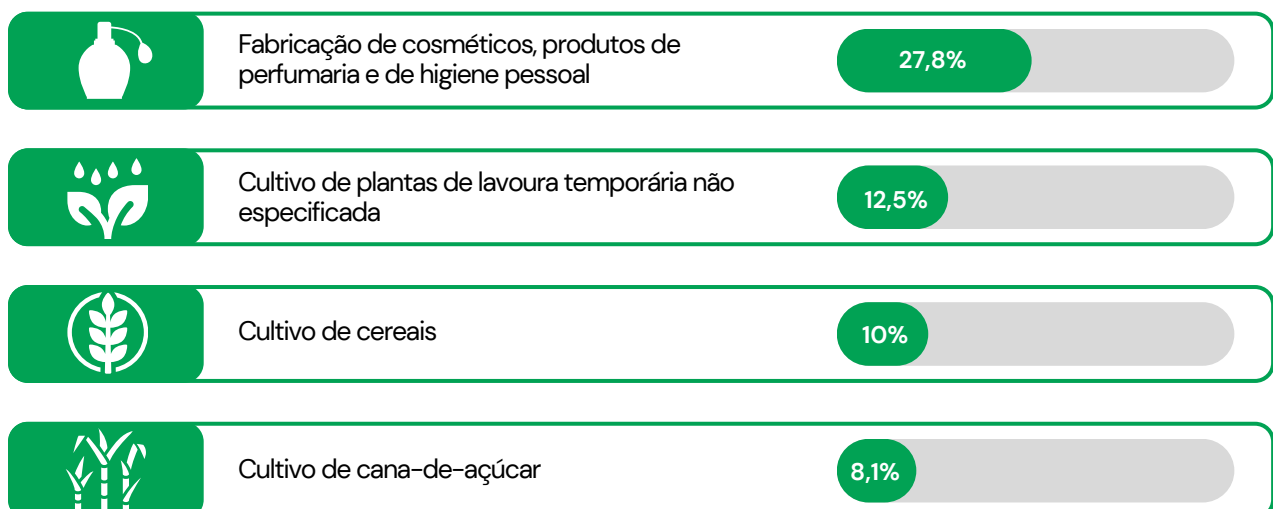 Fabricação de cosméticos, produtos de
perfumaria e de higiene pessoal
27,8%
Cultivo de plantas de lavoura temporária não
especificada
12,5%
Cultivo de cereais
10%
Cultivo de cana-de-açúcar
8,1%